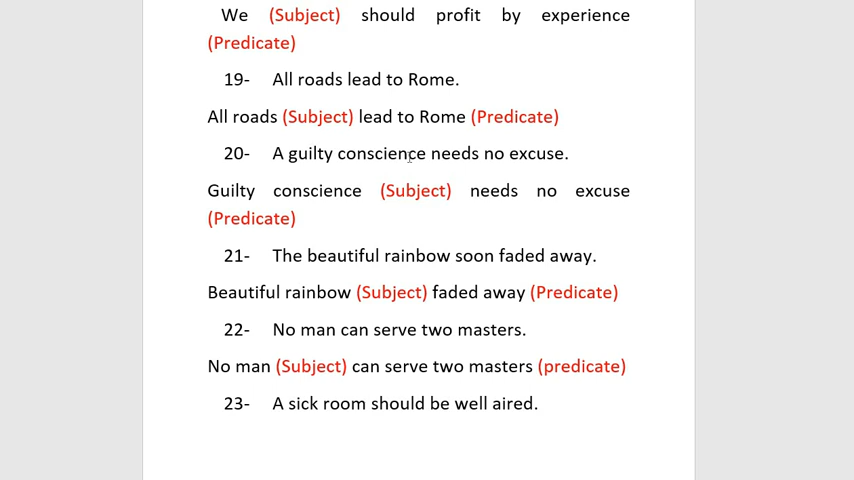 We (Subject) should profit by experience
(Predicate)
19- All roads lead to Rome.
All roads (Subject) lead to Rome (Predicate)
20- A guilty conscience needs no excuse.
Guilty conscience (Subject) needs no excuse
(Predicate)
21- The beautiful rainbow soon faded away.
Beautiful rainbow (Subject) faded away (Predicate)
22- No man can serve two masters.
No man (Subject) can serve two masters (predicate)
23- A sick room should be well aired.